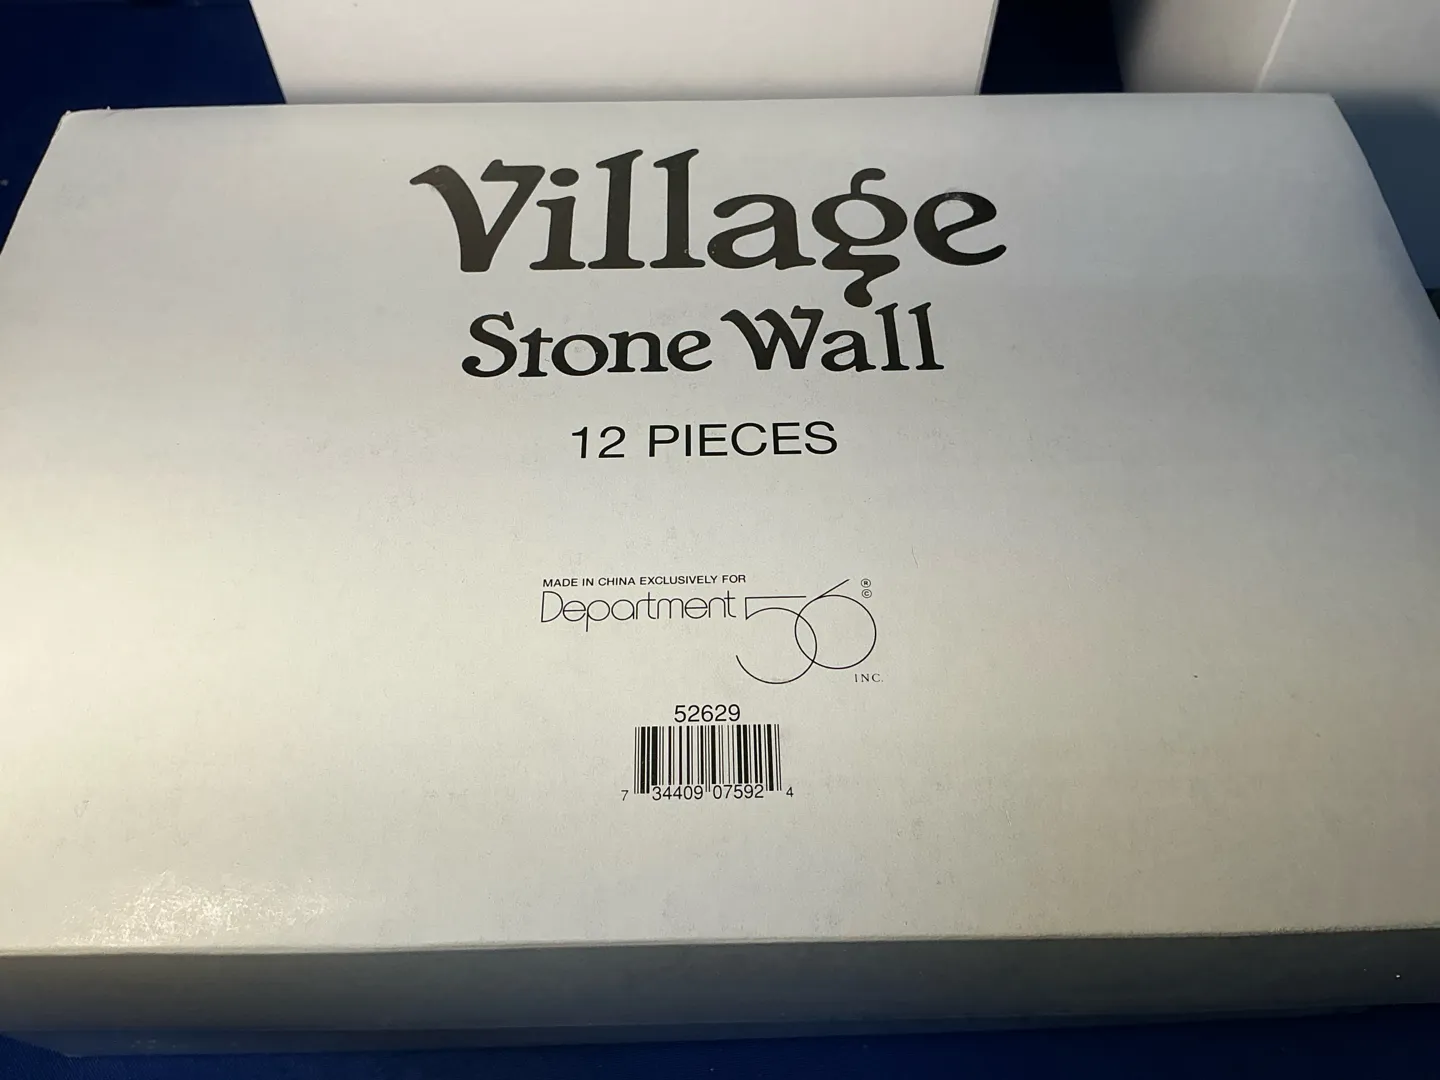 Village
Stone Wall
12 PIECES
MADE IN CHINA EXCLUSIVELY FOR
Department 56 ® ©
INC.
52629
7 34409 07592 4